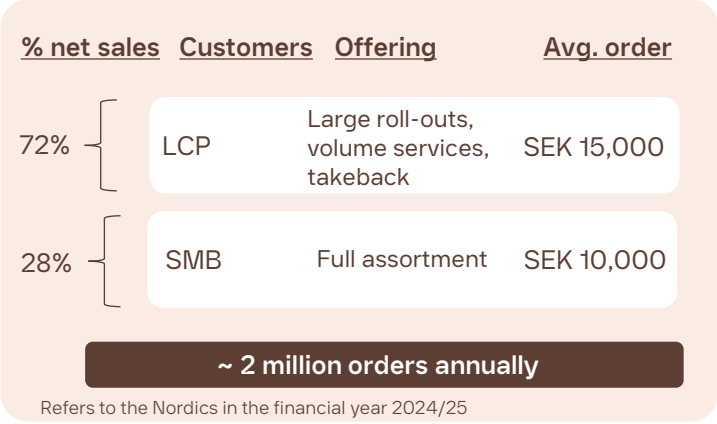 % net sales Customers Offering Avg. order
72% LCP Large roll-outs, volume services, takeback SEK 15,000
28% SMB Full assortment SEK 10,000
~ 2 million orders annually
Refers to the Nordics in the financial year 2024/25